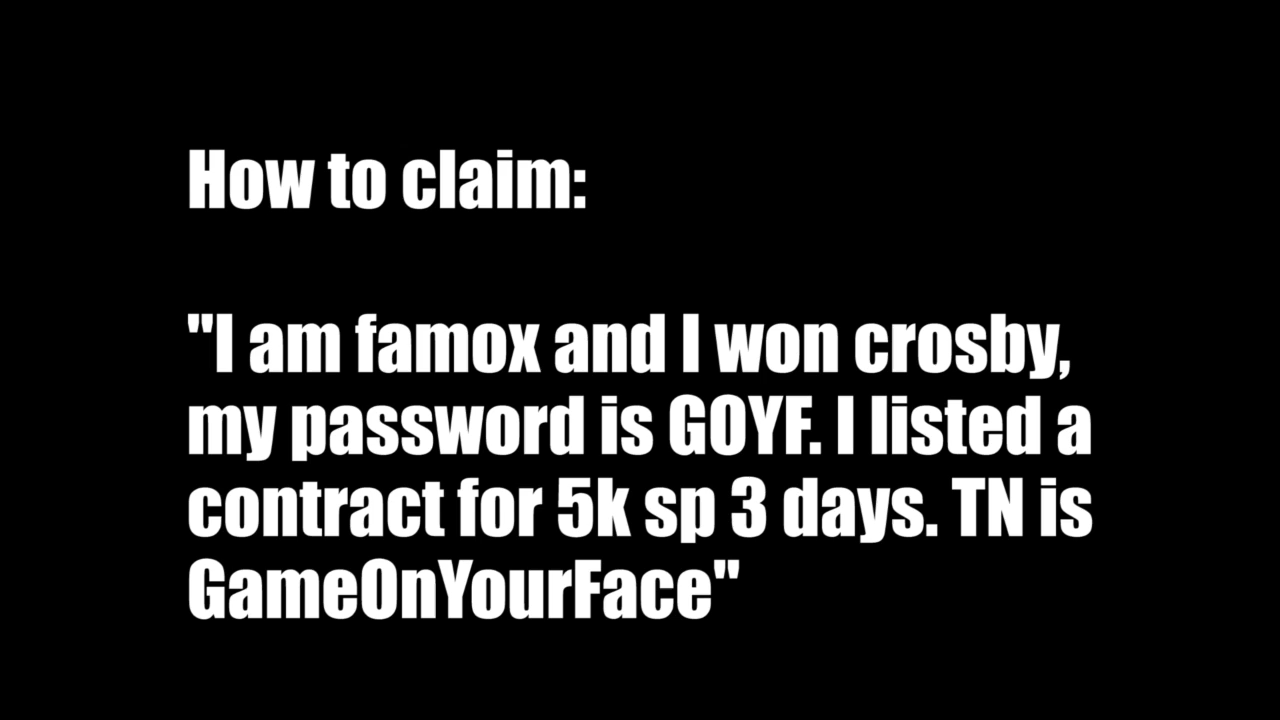 How to claim:
"I am famox and I won crosby,
my password is GOYF. I listed a
contract for 5k sp 3 days. TN is
GameOnYourFace"